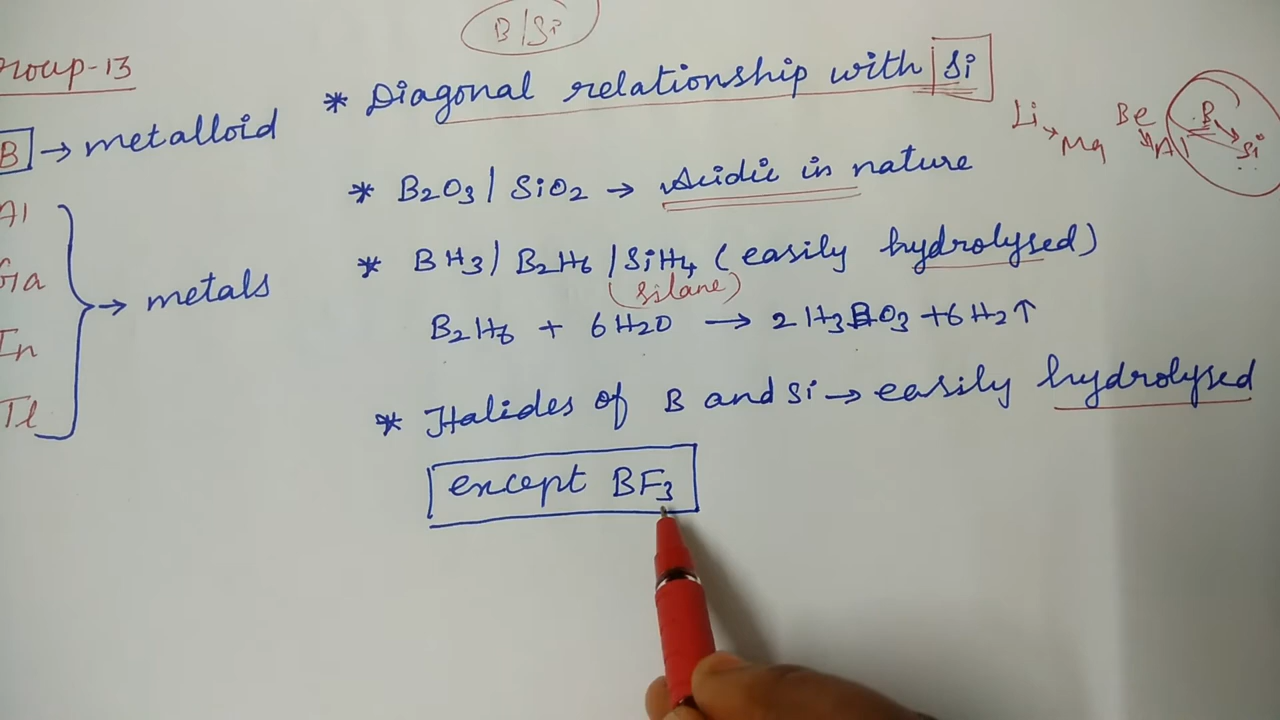 B/Si
roup-13
* Diagonal relationship with Si
B → metalloid
Li → Mg Be → Al B → Si
* B2O3 / SiO2 → Acidic in nature
Al
Ga
In
Tl
→ metals
* BH3 / B2H6 / SiH4 (easily hydrolysed)
(silane)
B2H6 + 6H2O → 2H3BO3 + 6H2↑
* Halides of B and Si → easily hydrolysed
except BF3